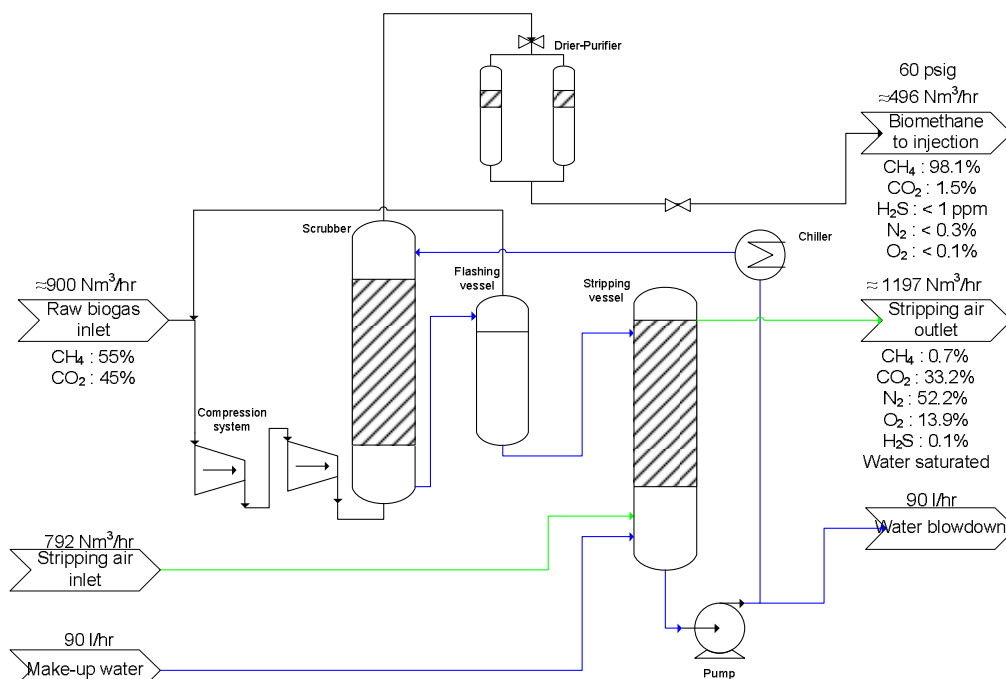 Drier-Purifier
60 psig
≈496 Nm³/hr
Biomethane
to injection
CH₄ : 98.1%
CO₂ : 1.5%
H₂S : < 1 ppm
N₂ : < 0.3%
O₂ : < 0.1%
Scrubber
Chiller
Flashing
vessel
Stripping
vessel
≈900 Nm³/hr
Raw biogas
inlet
CH₄ : 55%
CO₂ : 45%
≈ 1197 Nm³/hr
Stripping air
outlet
CH₄ : 0.7%
CO₂ : 33.2%
N₂ : 52.2%
O₂ : 13.9%
H₂S : 0.1%
Water saturated
Compression
system
90 l/hr
Water blowdown
792 Nm³/hr
Stripping air
inlet
90 l/hr
Make-up water
Pump